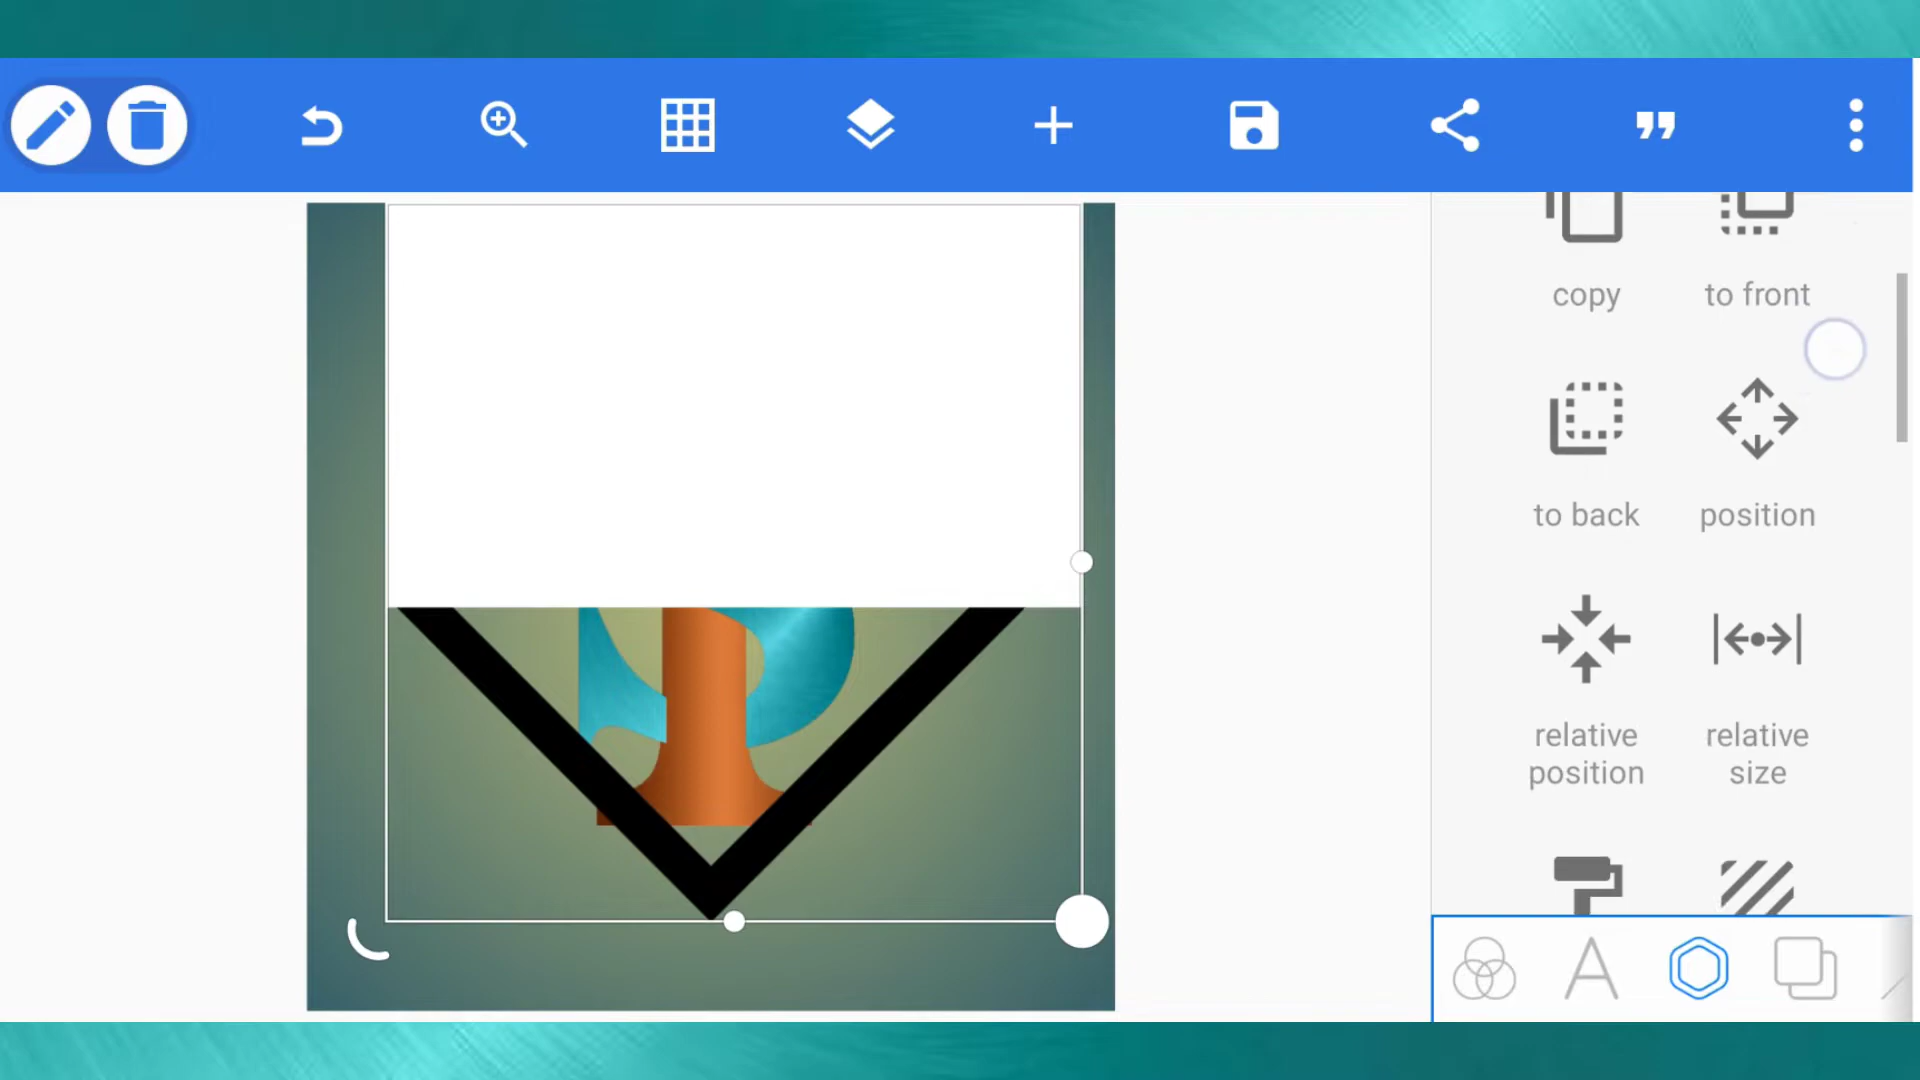 copy
to front
to back
position
relative
position
relative
size